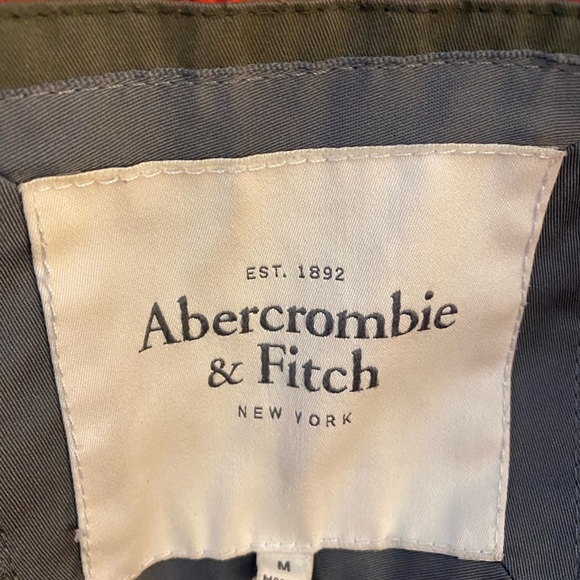 EST. 1892
Abercrombie
& Fitch
NEW YORK
M